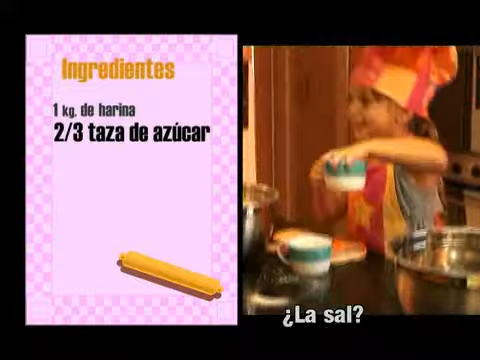 Ingredientes
1 kg. de harina
2/3 taza de azúcar
¿La sal?